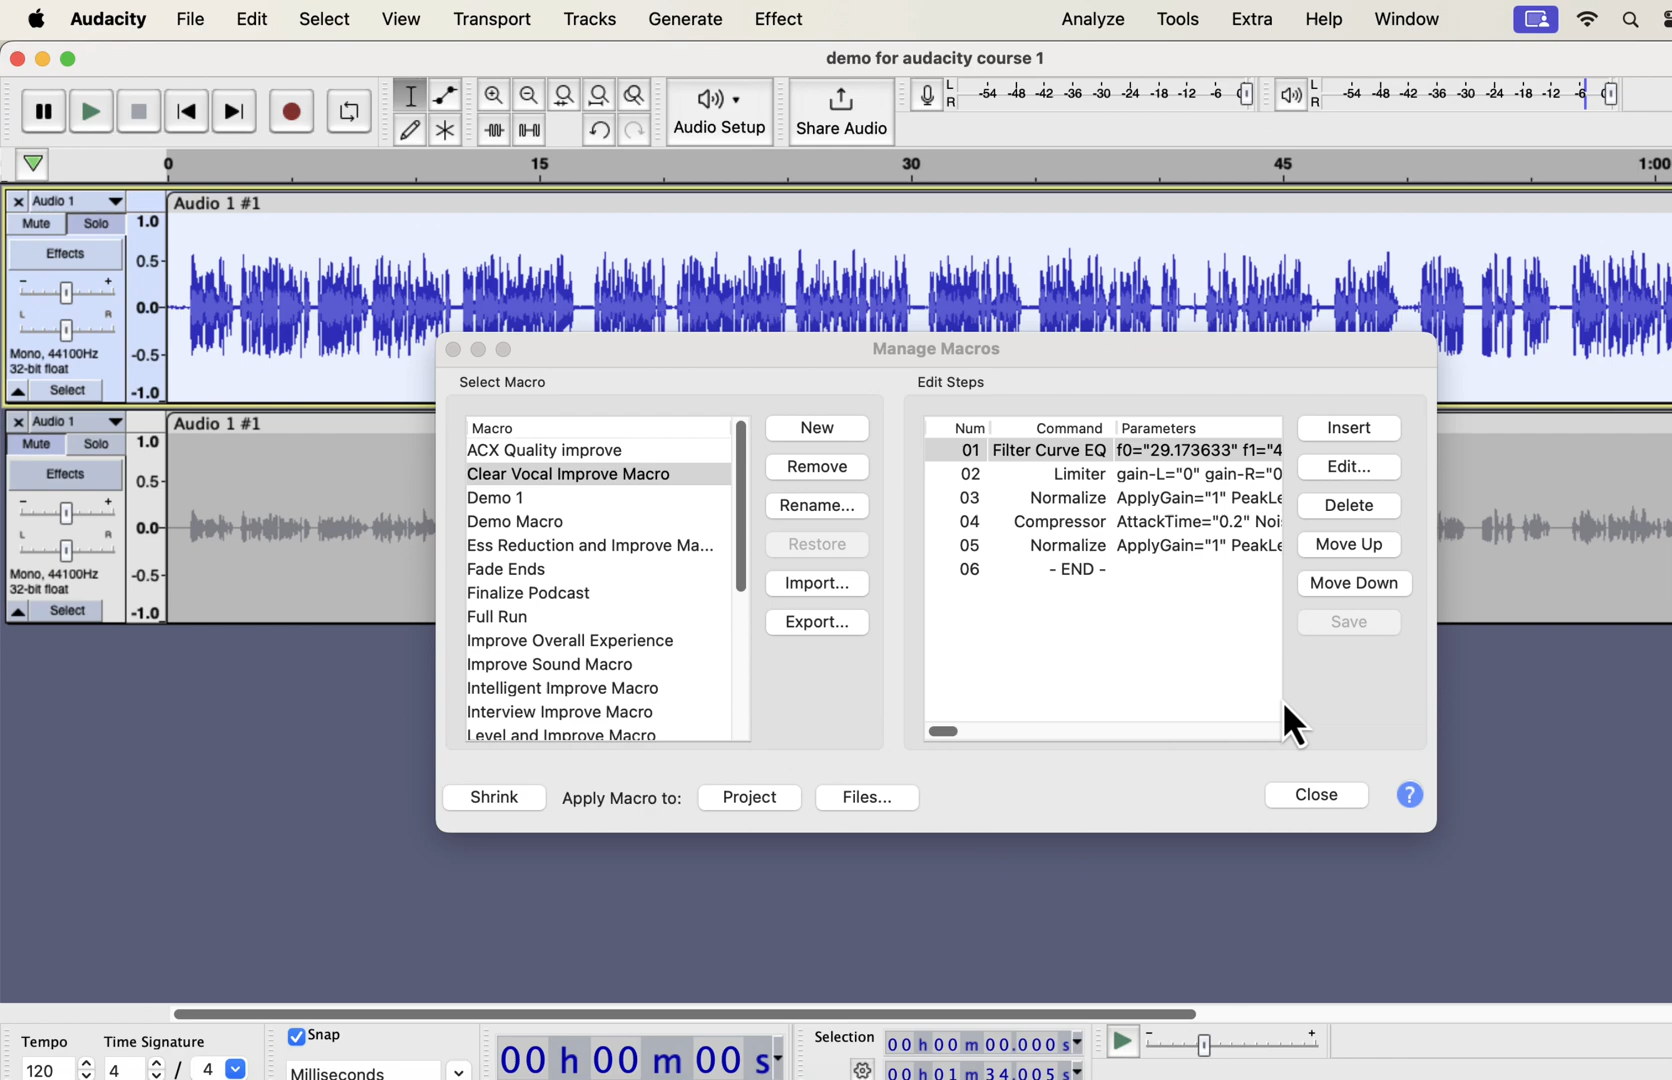 Audacity File Edit Select View Transport Tracks Generate Effect Analyze Tools Extra Help Window
demo for audacity course 1
Audio Setup
Share Audio
L
R
-54 -48 -42 -36 -30 -24 -18 -12 -6
L
R
-54 -48 -42 -36 -30 -24 -18 -12 -6
0 15 30 45 1:00
Audio 1
Mute Solo
Effects
- +
L R
Mono, 44100Hz
32-bit float
Select
1.0
0.5
0.0
-0.5
-1.0
Audio 1 #1
Audio 1
Mute Solo
Effects
- +
L R
Mono, 44100Hz
32-bit float
Select
1.0
0.5
0.0
-0.5
-1.0
Audio 1 #1
Manage Macros
Select Macro
Macro
ACX Quality improve
Clear Vocal Improve Macro
Demo 1
Demo Macro
Ess Reduction and Improve Ma...
Fade Ends
Finalize Podcast
Full Run
Improve Overall Experience
Improve Sound Macro
Intelligent Improve Macro
Interview Improve Macro
Level and Improve Macro
New
Remove
Rename...
Restore
Import...
Export...
Edit Steps
Num Command Parameters
01 Filter Curve EQ f0="29.173633" f1="4
02 Limiter gain-L="0" gain-R="0
03 Normalize ApplyGain="1" PeakLe
04 Compressor AttackTime="0.2" Noi
05 Normalize ApplyGain="1" PeakLe
06 - END -
Insert
Edit...
Delete
Move Up
Move Down
Save
Shrink Apply Macro to: Project Files... Close ?
Tempo
120
Time Signature
4 / 4
Snap
Milliseconds
00 h 00 m 00 s
Selection
00 h 00 m 00.000 s
00 h 01 m 34.005 s
- +